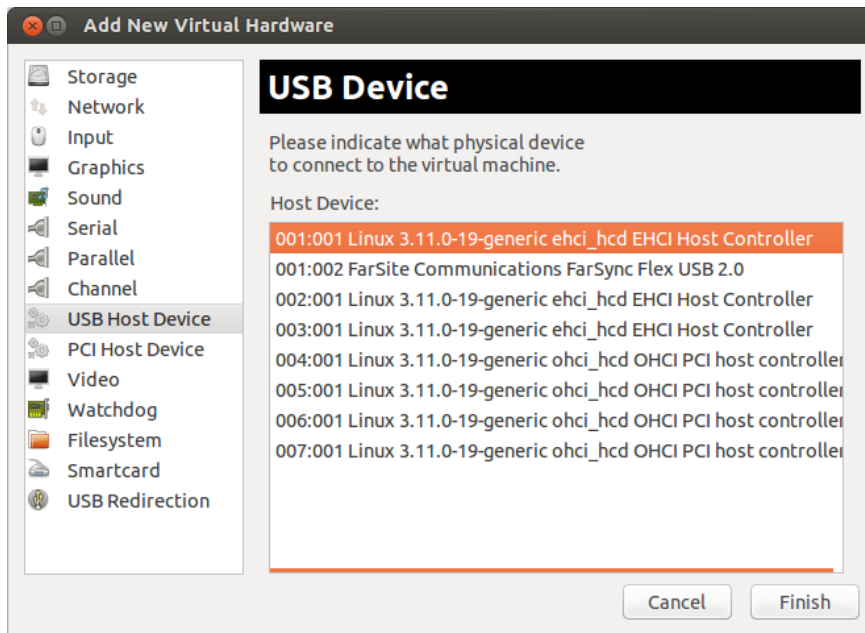 Add New Virtual Hardware
Storage
Network
Input
Graphics
Sound
Serial
Parallel
Channel
USB Host Device
PCI Host Device
Video
Watchdog
Filesystem
Smartcard
USB Redirection
USB Device
Please indicate what physical device
to connect to the virtual machine.
Host Device:
001:001 Linux 3.11.0-19-generic ehci_hcd EHCI Host Controller
001:002 FarSite Communications FarSync Flex USB 2.0
002:001 Linux 3.11.0-19-generic ehci_hcd EHCI Host Controller
003:001 Linux 3.11.0-19-generic ehci_hcd EHCI Host Controller
004:001 Linux 3.11.0-19-generic ohci_hcd OHCI PCI host controller
005:001 Linux 3.11.0-19-generic ohci_hcd OHCI PCI host controller
006:001 Linux 3.11.0-19-generic ohci_hcd OHCI PCI host controller
007:001 Linux 3.11.0-19-generic ohci_hcd OHCI PCI host controller
Cancel
Finish